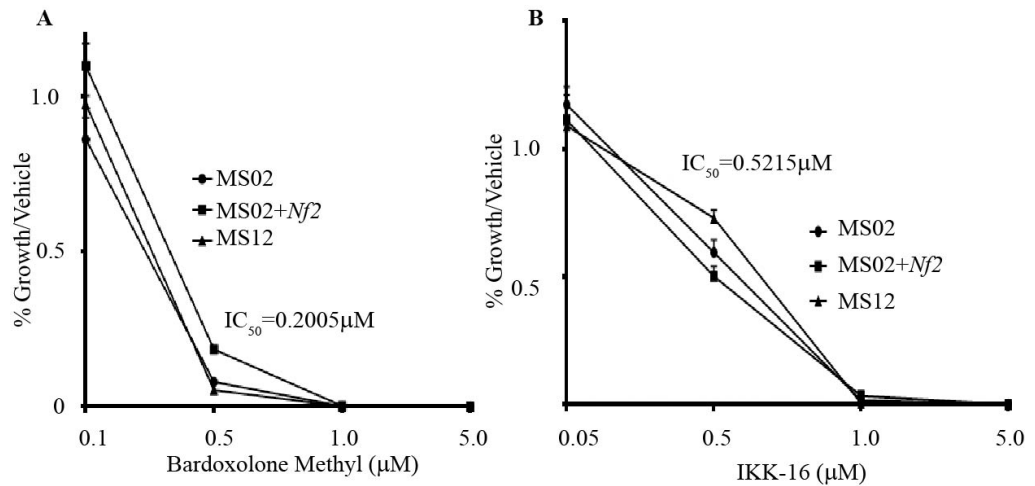 A
% Growth/Vehicle
1.0
0.5
0
MS02
MS02+Nf2
MS12
IC50=0.2005μM
0.1 0.5 1.0 5.0
Bardoxolone Methyl (μM)
B
% Growth/Vehicle
1.0
0.5
IC50=0.5215μM
MS02
MS02+Nf2
MS12
0.05 0.5 1.0 5.0
IKK-16 (μM)